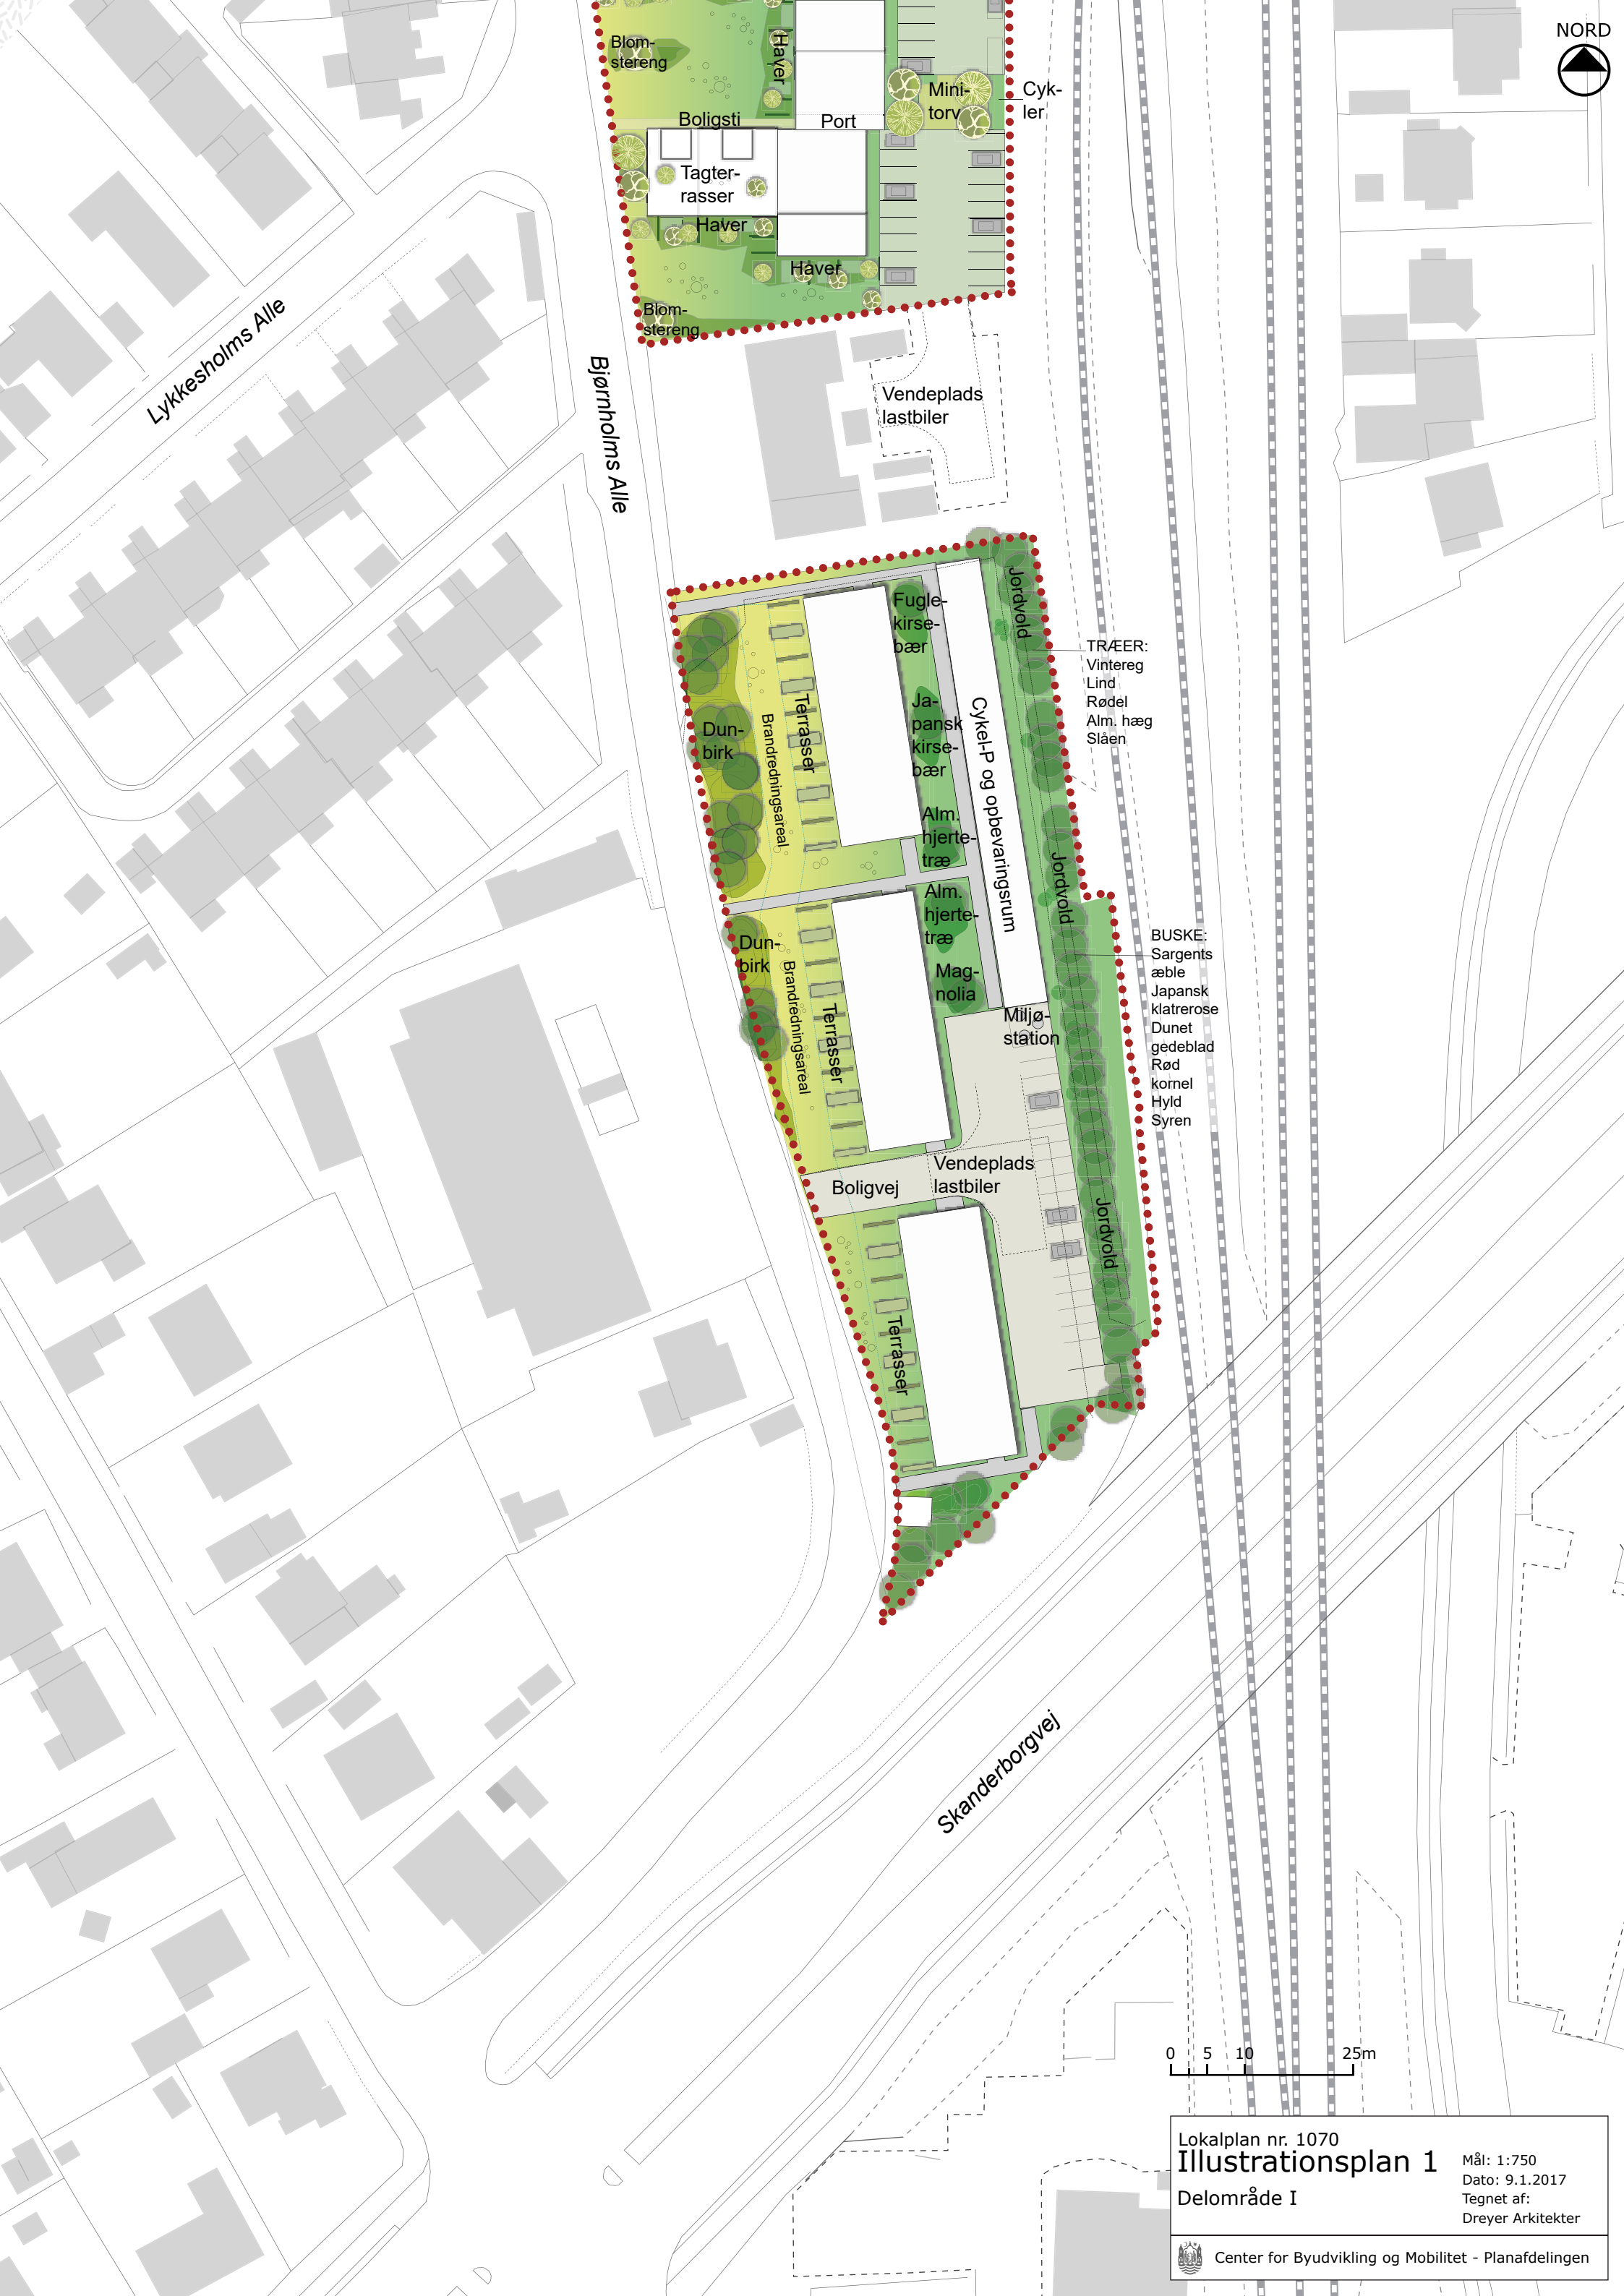 NORD
Blom-
stereng
Haver
Mini-
torv
Cyk-
ler
Boligsti
Port
Tagter-
rasser
Haver
Haver
Blom-
stereng
Lykkesholms Alle
Bjørnholms Alle
Vendeplads
lastbiler
Jordvold
Fugle-
kirse-
bær
TRÆER:
Vintereg
Lind
Rødel
Alm. hæg
Slåen
Dun-
birk
Brandredningsareal
Terrasser
Ja-
pansk
kirse-
bær
Cykel-P og opbevaringsrum
Alm.
hjerte-
træ
Jordvold
Alm.
hjerte-
træ
Dun-
birk
Brandredningsareal
Terrasser
Mag-
nolia
BUSKE:
Sargents
æble
Japansk
klatrerose
Dunet
gedeblad
Rød
kornel
Hyld
Syren
Miljø-
station
Vendeplads
lastbiler
Boligvej
Jordvold
Terrasser
Skanderborgvej
0 5 10 25m
Lokalplan nr. 1070
Illustrationsplan 1
Delområde I
Mål: 1:750
Dato: 9.1.2017
Tegnet af:
Dreyer Arkitekter
Center for Byudvikling og Mobilitet - Planafdelingen